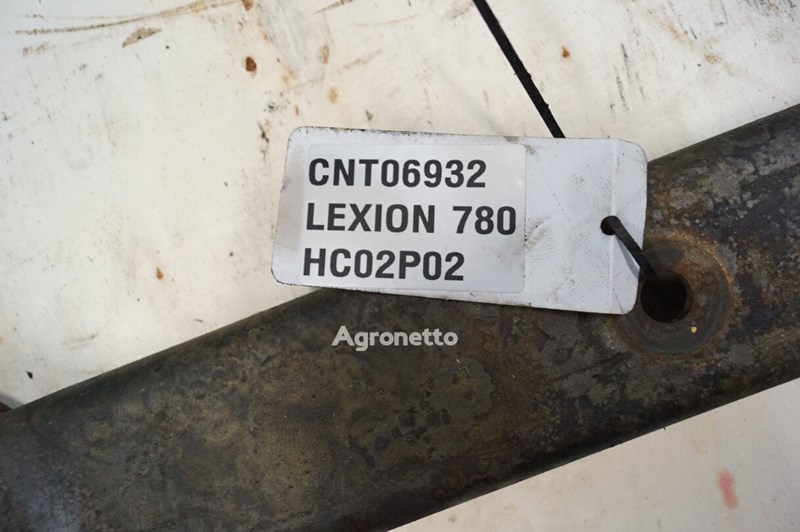 CNT06932
LEXION 780
HC02P02
Agronetto